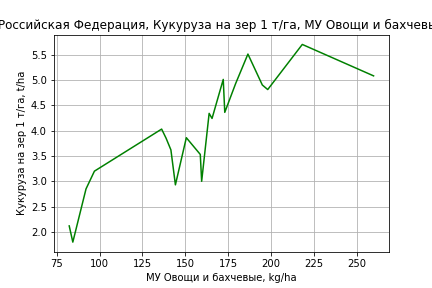 Российская Федерация, Кукуруза на зер 1 т/га, МУ Овощи и бахчевы
5.5
5.0
4.5
4.0
3.5
3.0
2.5
2.0
Кукуруза на зер 1 т/га, t/ha
75 100 125 150 175 200 225 250
МУ Овощи и бахчевые, kg/ha